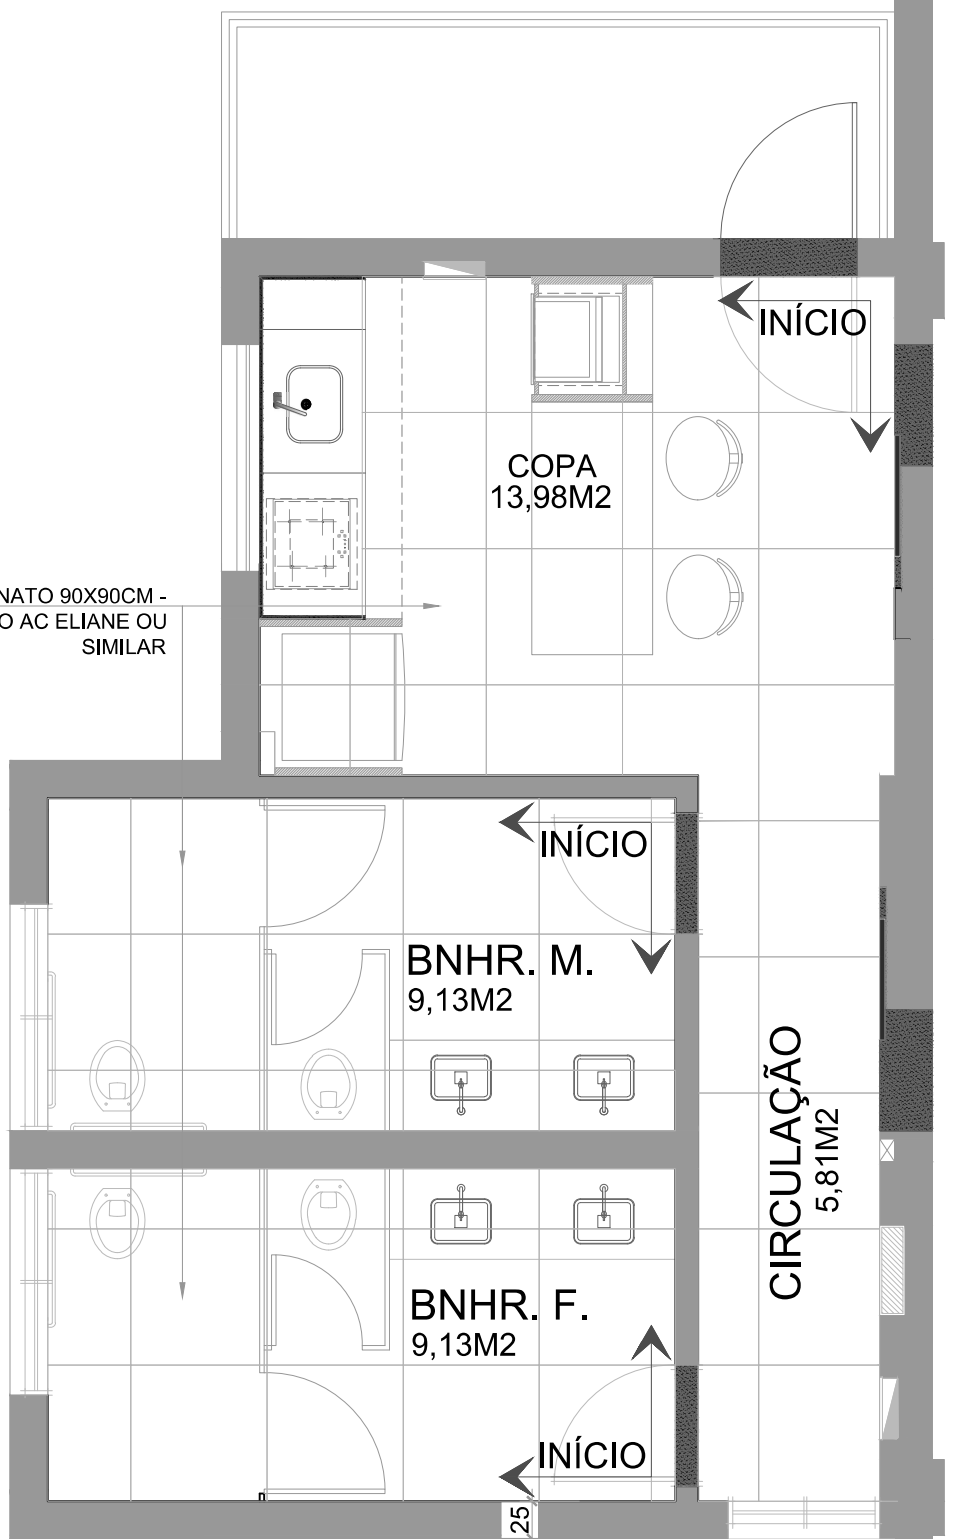 INÍCIO
COPA
13,98M2
NATO 90X90CM -
O AC ELIANE OU
SIMILAR
INÍCIO
BNHR. M.
9,13M2
CIRCULAÇÃO
5,81M2
BNHR. F.
9,13M2
INÍCIO
25